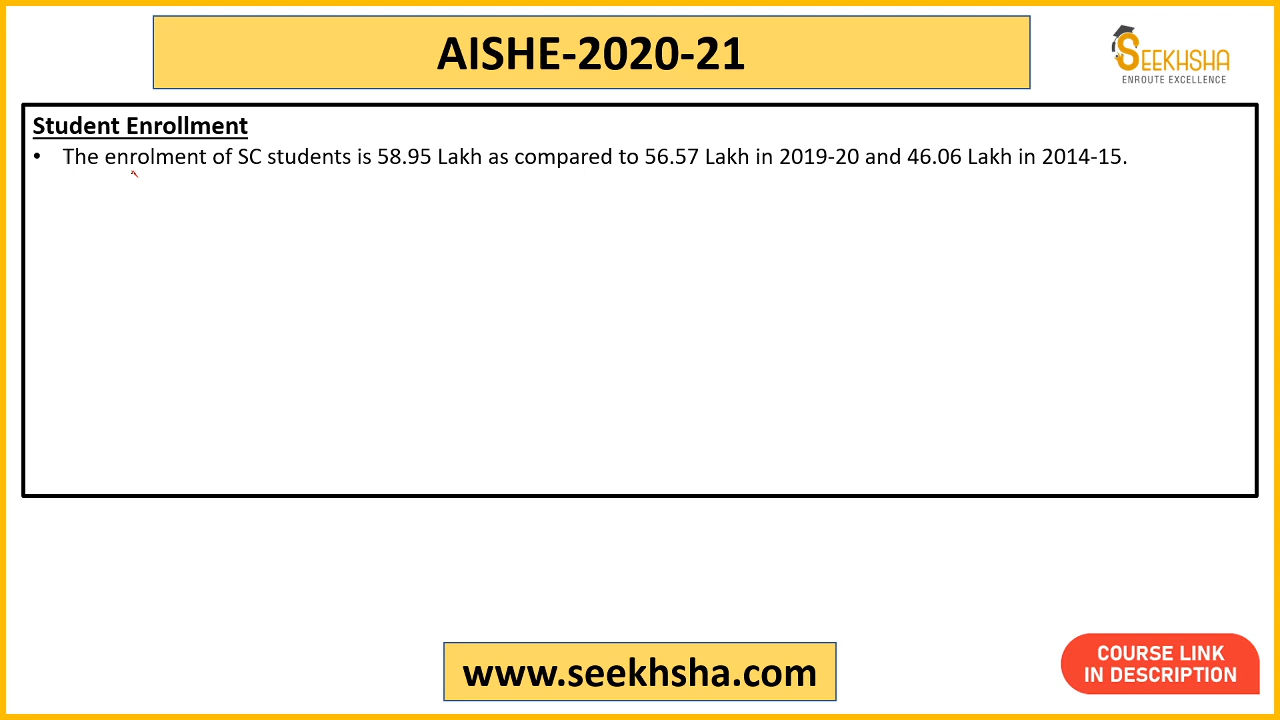 AISHE-2020-21
SEEKHSHA
ENROUTE EXCELLENCE
Student Enrollment
• The enrolment of SC students is 58.95 Lakh as compared to 56.57 Lakh in 2019-20 and 46.06 Lakh in 2014-15.
www.seekhsha.com
COURSE LINK
IN DESCRIPTION